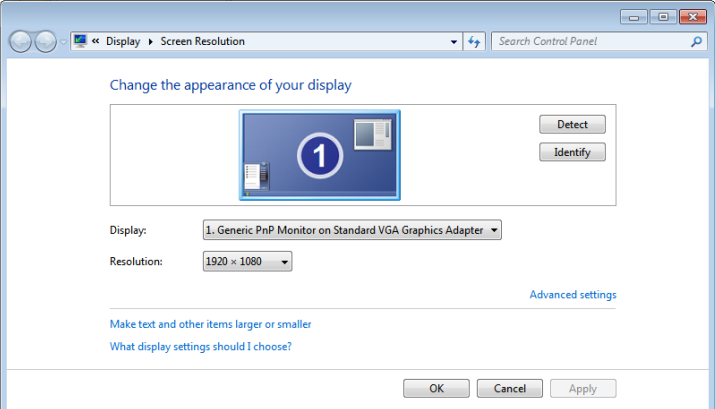 « Display ▸ Screen Resolution
Search Control Panel
Change the appearance of your display
1
Detect
Identify
Display: 1. Generic PnP Monitor on Standard VGA Graphics Adapter
Resolution: 1920 × 1080
Advanced settings
Make text and other items larger or smaller
What display settings should I choose?
OK Cancel Apply